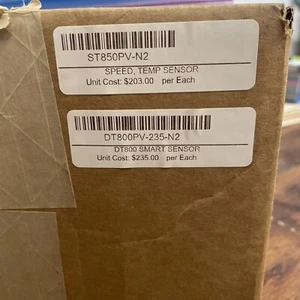 ST850PV-N2
SPEED, TEMP SENSOR
Unit Cost: $203.00 per Each
DT800PV-235-N2
DT800 SMART SENSOR
Unit Cost: $235.00 per Each